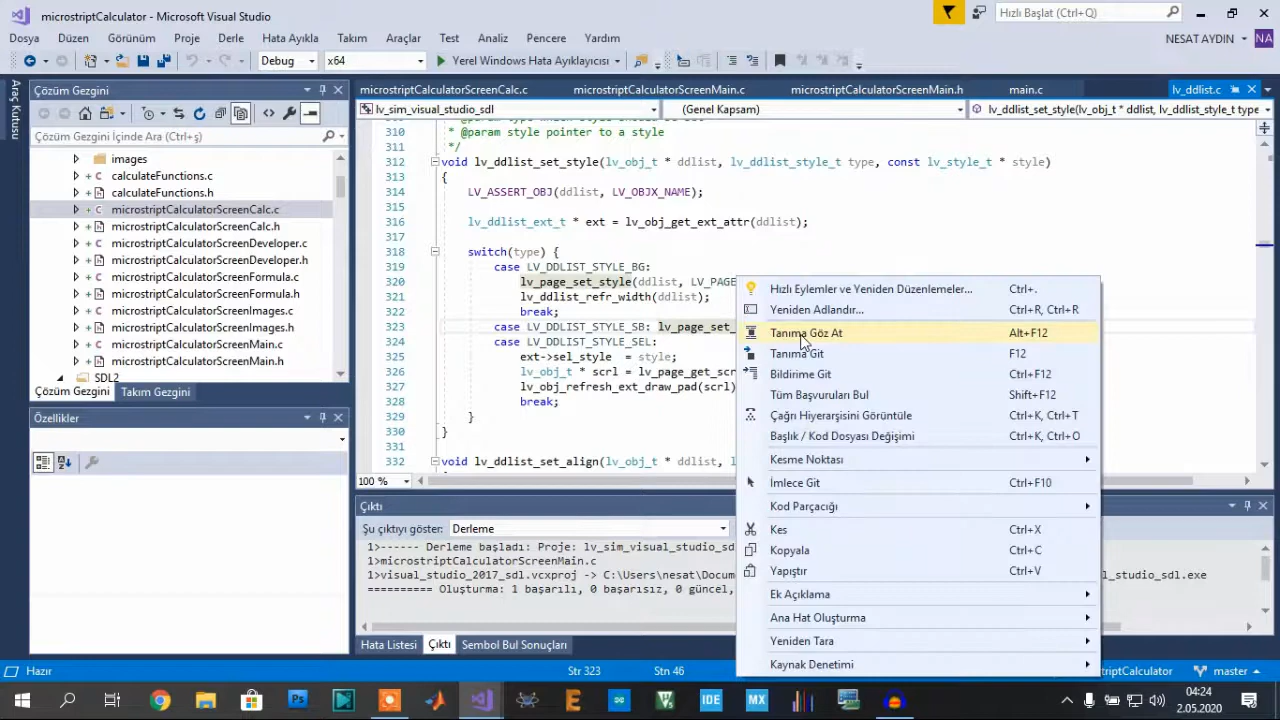 microstriptCalculator - Microsoft Visual Studio
Hızlı Başlat (Ctrl+Q)
Dosya Düzen Görünüm Proje Derle Hata Ayıkla Takım Araçlar Test Analiz Pencere Yardım
NESAT AYDIN NA
Debug x64 Yerel Windows Hata Ayıklayıcısı
Araç Kutusu
Çözüm Gezgini
Çözüm Gezgini İçinde Ara (Ctrl+ş)
images
calculateFunctions.c
calculateFunctions.h
microstriptCalculatorScreenCalc.c
microstriptCalculatorScreenCalc.h
microstriptCalculatorScreenDeveloper.c
microstriptCalculatorScreenDeveloper.h
microstriptCalculatorScreenFormula.c
microstriptCalculatorScreenFormula.h
microstriptCalculatorScreenImages.c
microstriptCalculatorScreenImages.h
microstriptCalculatorScreenMain.c
microstriptCalculatorScreenMain.h
SDL2
Çözüm Gezgini Takım Gezgini
Özellikler
microstriptCalculatorScreenCalc.c microstriptCalculatorScreenMain.c microstriptCalculatorScreenMain.h main.c lv_ddlist.c
lv_sim_visual_studio_sdl (Genel Kapsam) lv_ddlist_set_style(lv_obj_t * ddlist, lv_ddlist_style_t type
310 * @param style pointer to a style
311 */
312 void lv_ddlist_set_style(lv_obj_t * ddlist, lv_ddlist_style_t type, const lv_style_t * style)
313 {
314 LV_ASSERT_OBJ(ddlist, LV_OBJX_NAME);
315
316 lv_ddlist_ext_t * ext = lv_obj_get_ext_attr(ddlist);
317
318 switch(type) {
319 case LV_DDLIST_STYLE_BG:
320 lv_page_set_style(ddlist, LV_PAGE
321 lv_ddlist_refr_width(ddlist);
322 break;
323 case LV_DDLIST_STYLE_SB: lv_page_set_
324 case LV_DDLIST_STYLE_SEL:
325 ext->sel_style = style;
326 lv_obj_t * scrl = lv_page_get_scr
327 lv_obj_refresh_ext_draw_pad(scrl)
328 break;
329 }
330 }
331
332 void lv_ddlist_set_align(lv_obj_t * ddlist, l
100 %
Hızlı Eylemler ve Yeniden Düzenlemeler... Ctrl+.
Yeniden Adlandır... Ctrl+R, Ctrl+R
Tanıma Göz At Alt+F12
Tanıma Git F12
Bildirime Git Ctrl+F12
Tüm Başvuruları Bul Shift+F12
Çağrı Hiyerarşisini Görüntüle Ctrl+K, Ctrl+T
Başlık / Kod Dosyası Değişimi Ctrl+K, Ctrl+O
Kesme Noktası
İmlece Git Ctrl+F10
Kod Parçacığı
Kes Ctrl+X
Kopyala Ctrl+C
Yapıştır Ctrl+V
Ek Açıklama
Ana Hat Oluşturma
Yeniden Tara
Kaynak Denetimi
Çıktı
Şu çıktıyı göster: Derleme
1>------ Derleme başladı: Proje: lv_sim_visual_studio_sd
1>microstriptCalculatorScreenMain.c
1>visual_studio_2017_sdl.vcxproj -> C:\Users\nesat\Docum l_studio_sdl.exe
========== Oluşturma: 1 başarılı, 0 başarısız, 0 güncel,
Hata Listesi Çıktı Sembol Bul Sonuçları
Hazır Str 323 Stn 46 striptCalculator master
IDE MX
04:24
2.05.2020